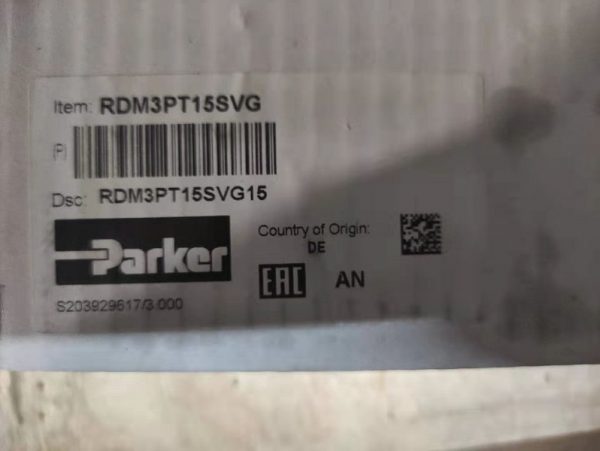 Item: RDM3PT15SVG
(P)
Dsc: RDM3PT15SVG15
Parker
Country of Origin:
DE
EAC AN
S203929617/3.000